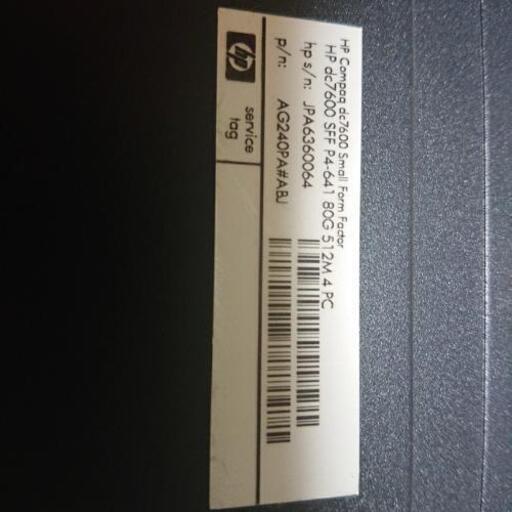 HP Compaq dc7600 Small Form Factor
HP dc7600 SFF P4-641 80G 512M 4 PC
hp s/n: JPA6360064
p/n: AG240PA#ABJ
hp
service
tag